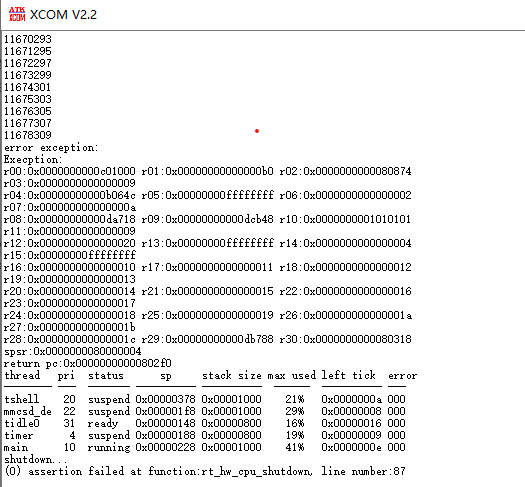 ATK
XCOM XCOM V2.2
11670293
11671295
11672297
11673299
11674301
11675303
11676305
11677307
11678309
error exception:
Execption:
r00:0x0000000000c01000 r01:0x00000000000000b0 r02:0x0000000000080874
r03:0x0000000000000009
r04:0x00000000000b064c r05:0x00000000ffffffff r06:0x0000000000000002
r07:0x000000000000000a
r08:0x00000000000da718 r09:0x00000000000dcb48 r10:0x0000000001010101
r11:0x0000000000000009
r12:0x0000000000000020 r13:0x00000000ffffffff r14:0x0000000000000004
r15:0x00000000ffffffff
r16:0x0000000000000010 r17:0x0000000000000011 r18:0x0000000000000012
r19:0x0000000000000013
r20:0x0000000000000014 r21:0x0000000000000015 r22:0x0000000000000016
r23:0x0000000000000017
r24:0x0000000000000018 r25:0x0000000000000019 r26:0x000000000000001a
r27:0x000000000000001b
r28:0x000000000000001c r29:0x00000000000db788 r30:0x0000000000080318
spsr:0x0000000080000004
return pc:0x00000000000802f0
thread pri status sp stack size max used left tick error
tshell 20 suspend 0x00000378 0x00001000 21% 0x0000000a 000
mmcsd_de 22 suspend 0x000001f8 0x00001000 29% 0x00000008 000
tidle0 31 ready 0x00000148 0x00000800 16% 0x00000016 000
timer 4 suspend 0x00000188 0x00000800 19% 0x00000009 000
main 10 running 0x00000228 0x00001000 41% 0x0000000e 000
shutdown...
(0) assertion failed at function:rt_hw_cpu_shutdown, line number:87